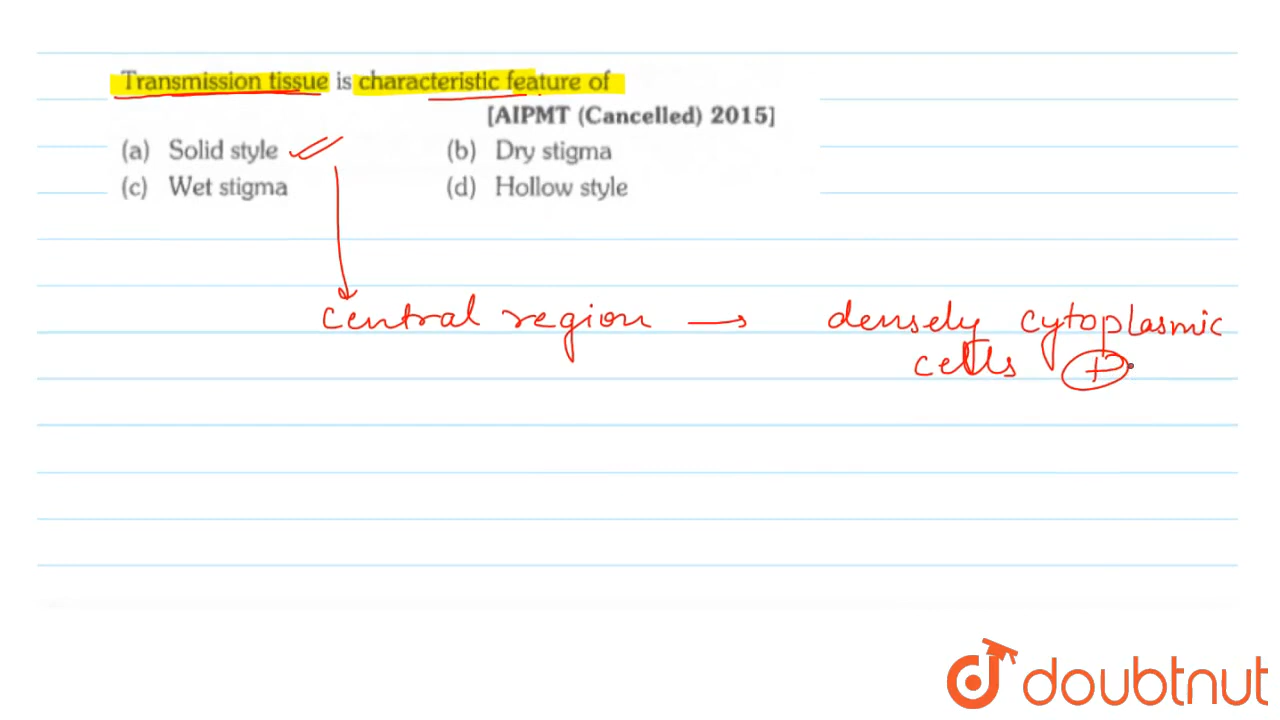 Transmission tissue is characteristic feature of
[AIPMT (Cancelled) 2015]
(a) Solid style (b) Dry stigma
(c) Wet stigma (d) Hollow style
central region → densely cytoplasmic
cells
doubtnut